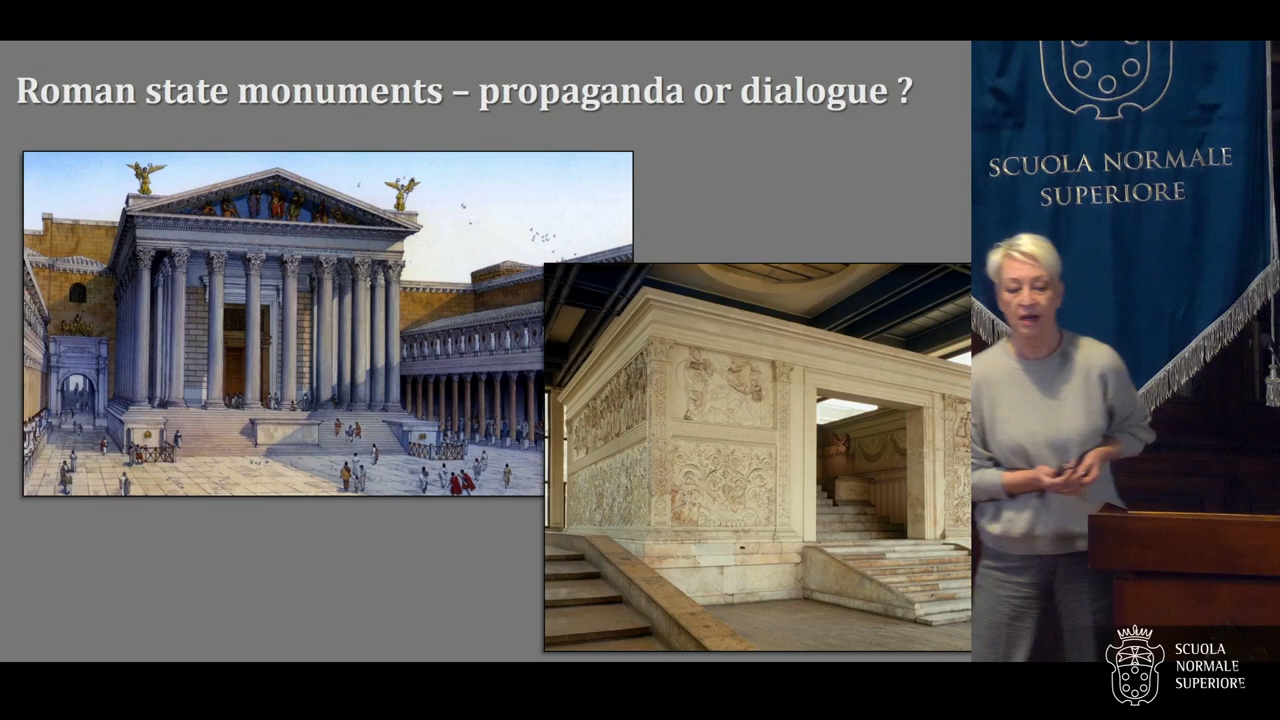 Roman state monuments – propaganda or dialogue ?
SCUOLA NORMALE
SUPERIORE
SCUOLA
NORMALE
SUPERIORE